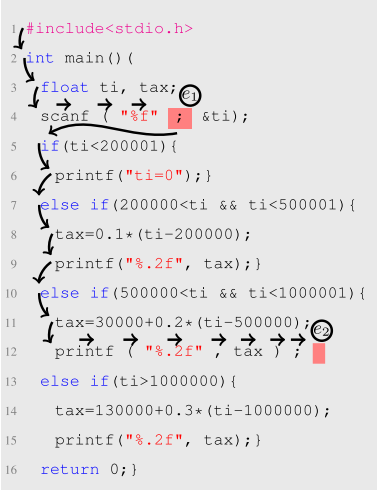 1 #include<stdio.h>
2 int main()(
3 float ti, tax; e1
4 scanf ( "%f" ; &ti);
5 if(ti<200001){
6 printf("ti=0");}
7 else if(200000<ti && ti<500001){
8 tax=0.1*(ti-200000);
9 printf("%.2f", tax);}
10 else if(500000<ti && ti<1000001){
11 tax=30000+0.2*(ti-500000); e2
12 printf ( "%.2f" , tax ) ;
13 else if(ti>1000000){
14 tax=130000+0.3*(ti-1000000);
15 printf("%.2f", tax);}
16 return 0;}